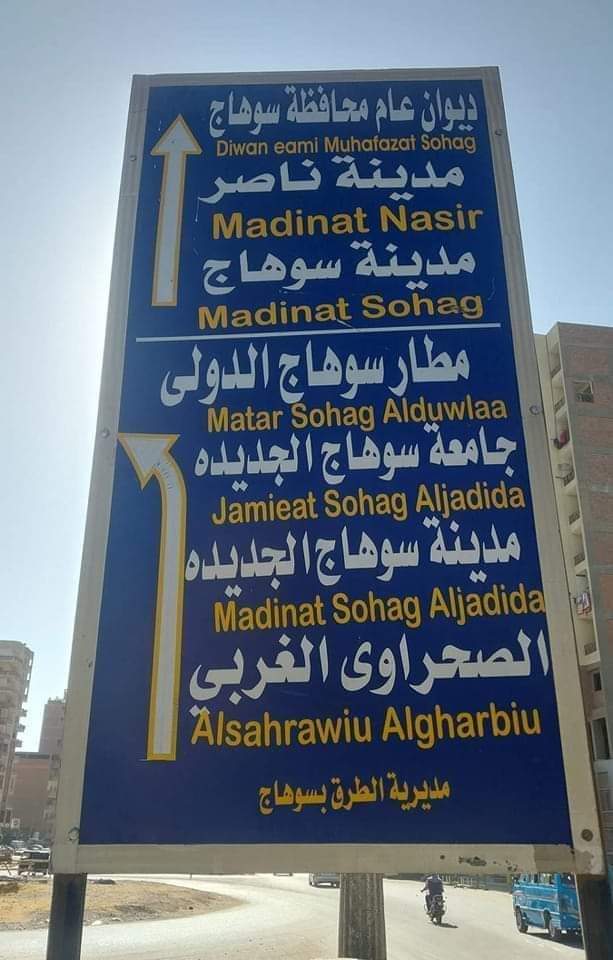 ديوان عام محافظة سوهاج
Diwan eami Muhafazat Sohag
مدينة ناصر
Madinat Nasir
مدينة سوهاج
Madinat Sohag
مطار سوهاج الدولى
Matar Sohag Alduwlaa
جامعة سوهاج الجديده
Jamieat Sohag Aljadida
مدينة سوهاج الجديده
Madinat Sohag Aljadida
الصحراوى الغربي
Alsahrawiu Algharbiu
مديرية الطرق بسوهاج